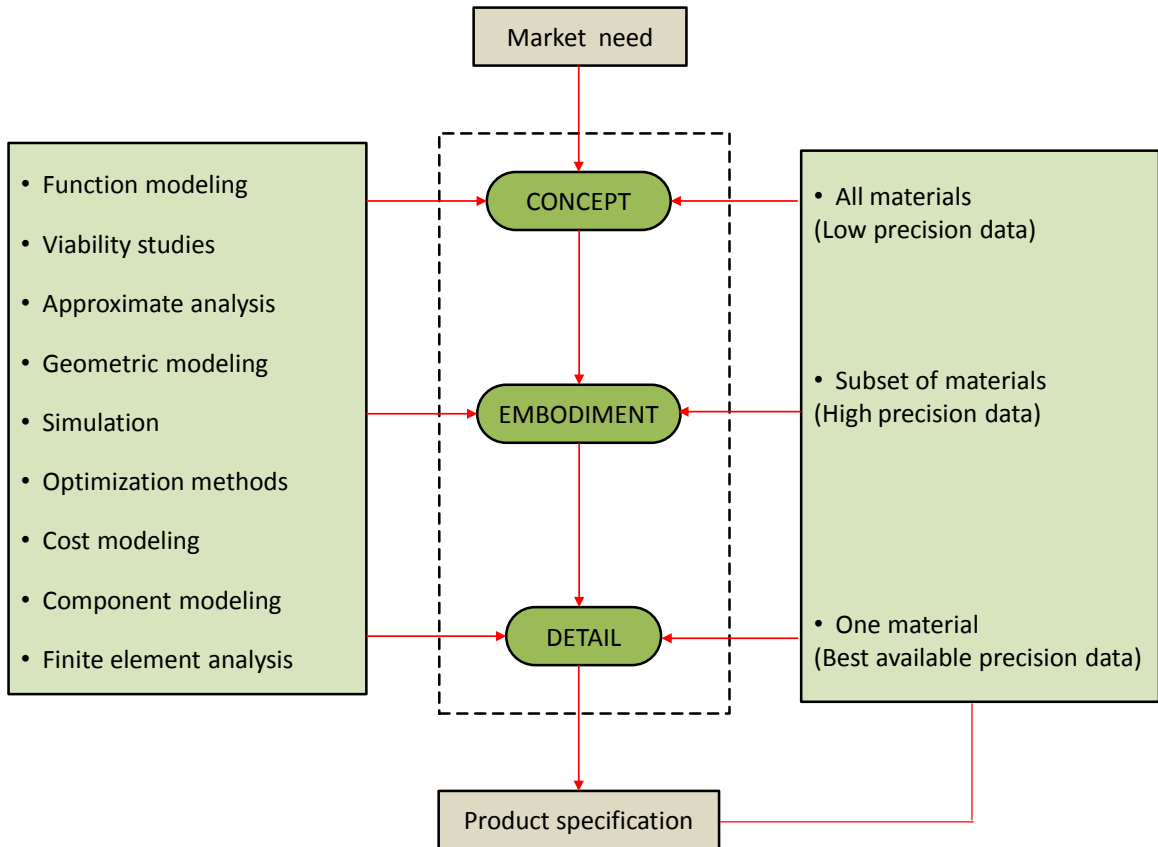 Market need
• Function modeling
• Viability studies
• Approximate analysis
• Geometric modeling
• Simulation
• Optimization methods
• Cost modeling
• Component modeling
• Finite element analysis
CONCEPT
EMBODIMENT
DETAIL
• All materials
(Low precision data)
• Subset of materials
(High precision data)
• One material
(Best available precision data)
Product specification